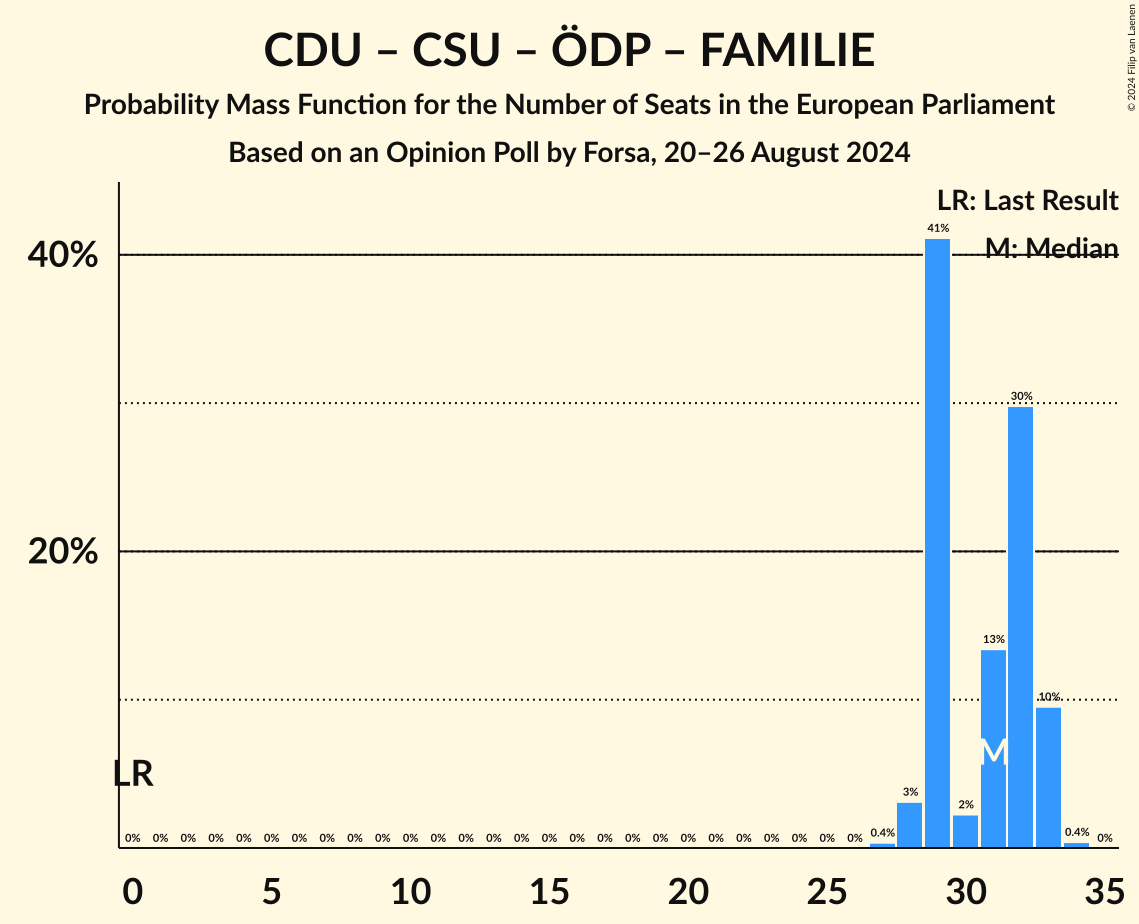 CDU – CSU – ÖDP – FAMILIE
Probability Mass Function for the Number of Seats in the European Parliament
Based on an Opinion Poll by Forsa, 20–26 August 2024
© 2024 Filip van Laenen
LR: Last Result
M: Median
40%
20%
41%
30%
13%
10%
3%
2%
0.4%
0.4%
M
LR
0% 0% 0% 0% 0% 0% 0% 0% 0% 0% 0% 0% 0% 0% 0% 0% 0% 0% 0% 0% 0% 0% 0% 0% 0% 0% 0% 0%
0 5 10 15 20 25 30 35